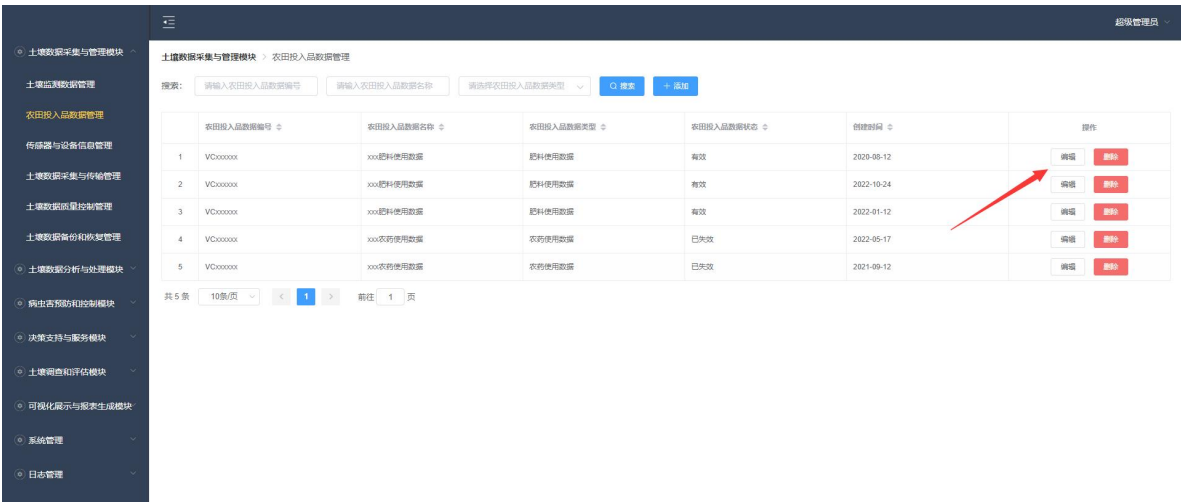 超级管理员
土壤数据采集与管理模块
土壤监测数据管理
农田投入品数据管理
传感器与设备信息管理
土壤数据采集与传输管理
土壤数据质量控制管理
土壤数据备份和恢复管理
土壤数据分析与处理模块
病虫害预防和控制模块
决策支持与服务模块
土壤调查和评估模块
可视化展示与报表生成模块
系统管理
日志管理
土壤数据采集与管理模块 > 农田投入品数据管理
搜索: 请输入农田投入品数据编号 请输入农田投入品数据名称 请选择农田投入品数据类型 搜索 + 添加
农田投入品数据编号 农田投入品数据名称 农田投入品数据类型 农田投入品数据状态 创建时间 操作
1 VCxxxxxx xxx肥料使用数据 肥料使用数据 有效 2020-08-12 编辑 删除
2 VCxxxxxx xxx肥料使用数据 肥料使用数据 有效 2022-10-24 编辑 删除
3 VCxxxxxx xxx肥料使用数据 肥料使用数据 有效 2022-01-12 编辑 删除
4 VCxxxxxx xxx农药使用数据 农药使用数据 已失效 2022-05-17 编辑 删除
5 VCxxxxxx xxx农药使用数据 农药使用数据 已失效 2021-09-12 编辑 删除
共 5 条 10条/页 < 1 > 前往 1 页